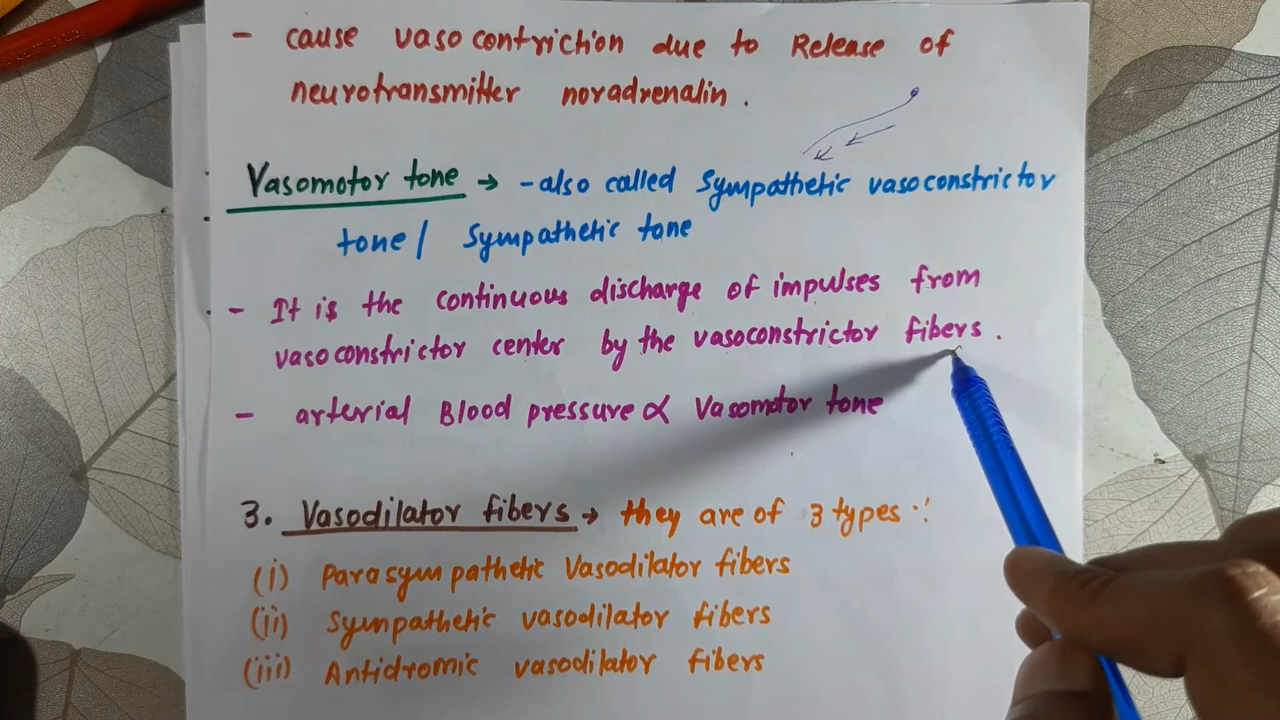 - cause vasocontriction due to Release of
neurotransmitter noradrenalin.
Vasomotor tone → - also called Sympathetic vasoconstrictor
tone / Sympathetic tone
- It is the continuous discharge of impulses from
vasoconstrictor center by the vasoconstrictor fibers.
- arterial Blood pressure ∝ Vasomotor tone
3. Vasodilator fibers → they are of 3 types :
(i) Parasympathetic Vasodilator fibers
(ii) Sympathetic vasodilator fibers
(iii) Antidromic vasodilator fibers